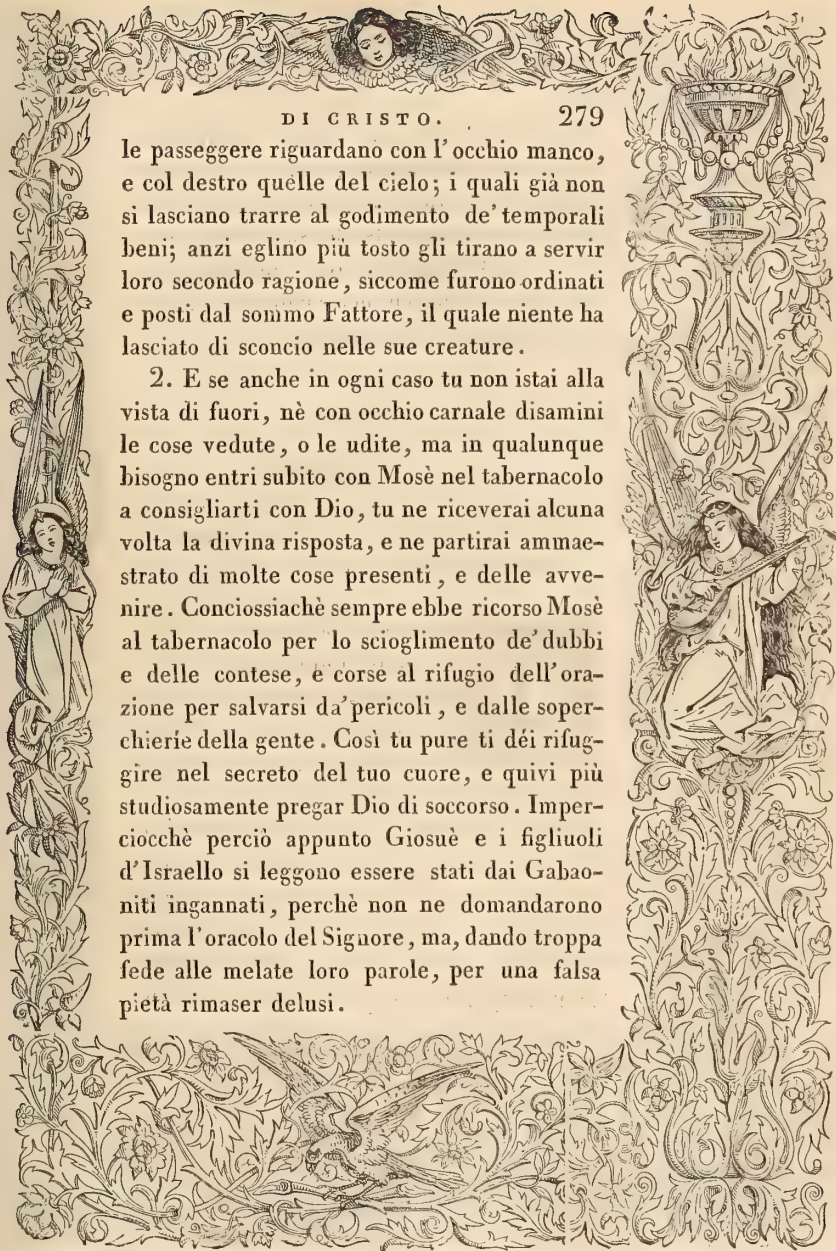 DI CRISTO. 279
le passeggere riguardano con l'occhio manco,
e col destro quelle del cielo; i quali già non
si lasciano trarre al godimento de' temporali
beni; anzi eglino più tosto gli tirano a servir
loro secondo ragione, siccome furono ordinati
e posti dal sommo Fattore, il quale niente ha
lasciato di sconcio nelle sue creature.
2. E se anche in ogni caso tu non istai alla
vista di fuori, nè con occhio carnale disamini
le cose vedute, o le udite, ma in qualunque
bisogno entri subito con Mosè nel tabernacolo
a consigliarti con Dio, tu ne riceverai alcuna
volta la divina risposta, e ne partirai ammae-
strato di molte cose presenti, e delle avve-
nire. Conciossiachè sempre ebbe ricorso Mosè
al tabernacolo per lo scioglimento de' dubbi
e delle contese, e corse al rifugio dell'ora-
zione per salvarsi da' pericoli, e dalle soper-
chierie della gente. Così tu pure ti déi rifug-
gire nel secreto del tuo cuore, e quivi più
studiosamente pregar Dio di soccorso. Imper-
ciocchè perciò appunto Giosuè e i figliuoli
d'Israello si leggono essere stati dai Gabao-
niti ingannati, perchè non ne domandarono
prima l'oracolo del Signore, ma, dando troppa
fede alle melate loro parole, per una falsa
pietà rimaser delusi.